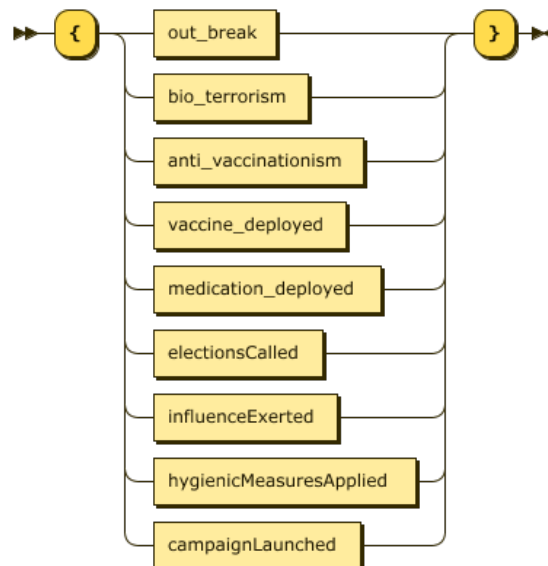 { out_break }
bio_terrorism
anti_vaccinationism
vaccine_deployed
medication_deployed
electionsCalled
influenceExerted
hygienicMeasuresApplied
campaignLaunched